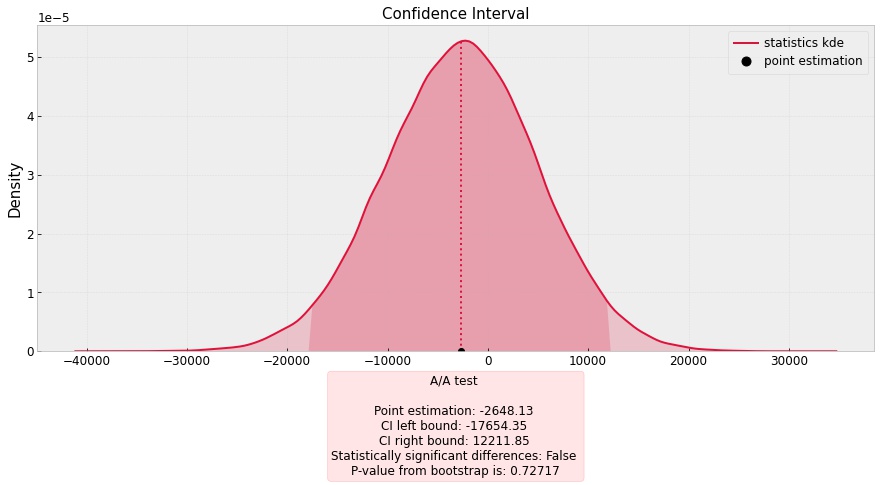 Confidence Interval
1e−5
statistics kde
point estimation
5
4
3
2
1
0
Density
−40000 −30000 −20000 −10000 0 10000 20000 30000
A/A test
Point estimation: -2648.13
CI left bound: -17654.35
CI right bound: 12211.85
Statistically significant differences: False
P-value from bootstrap is: 0.72717